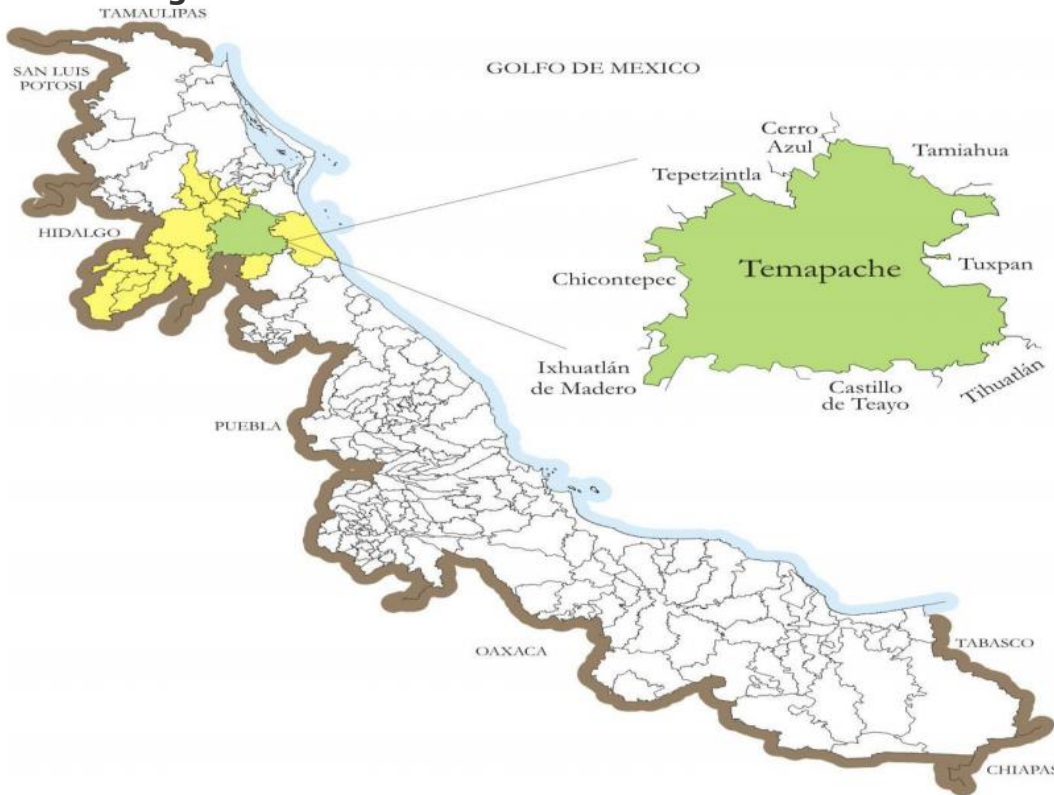 TAMAULIPAS
SAN LUIS
POTOSI
GOLFO DE MEXICO
Cerro
Azul
Tamiahua
Tepetzintla
HIDALGO
Chicontepec
Temapache
Tuxpan
Ixhuatlán
de Madero
Castillo
de Teayo
Tihuatlán
PUEBLA
OAXACA
TABASCO
CHIAPAS